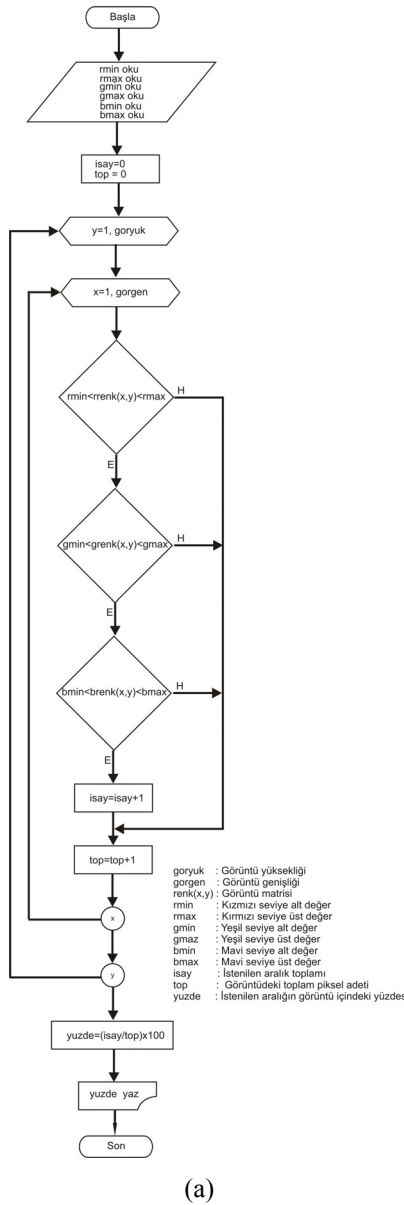 Başla
rmin oku
rmax oku
gmin oku
gmax oku
bmin oku
bmax oku
isay=0
top = 0
y=1, goryuk
x=1, gorgen
rmin<rrenk(x,y)<rmax
H
E
gmin<grenk(x,y)<gmax
H
E
bmin<brenk(x,y)<bmax
H
E
isay=isay+1
top=top+1
x
y
yuzde=(isay/top)x100
yuzde yaz
Son
goryuk : Görüntü yüksekliği
gorgen : Görüntü genişliği
renk(x,y) : Görüntü matrisi
rmin : Kızmızı seviye alt değer
rmax : Kırmızı seviye üst değer
gmin : Yeşil seviye alt değer
gmaz : Yeşil seviye üst değer
bmin : Mavi seviye alt değer
bmax : Mavi seviye üst değer
isay : İstenilen aralık toplamı
top : Görüntüdeki toplam piksel adeti
yuzde : İstenilen aralığın görüntü içindeki yüzdes
(a)